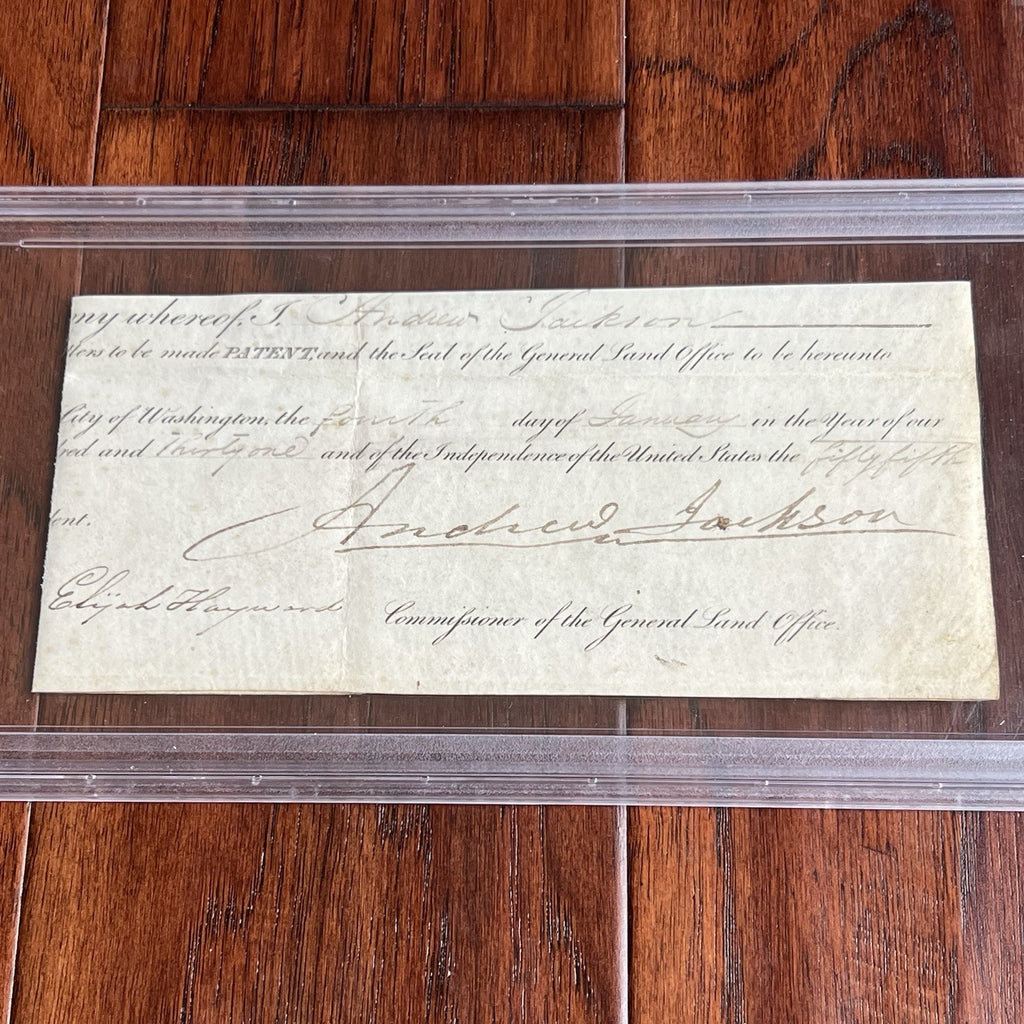 ny whereof, I, Andrew Jackson
ters to be made PATENT, and the Seal of the General Land Office to be hereunto
City of Washington, the fourth day of January in the Year of our
red and thirty one and of the Independence of the United States the fifty fifth
ent. Andrew Jackson
Elijah Hayward Commissioner of the General Land Office.